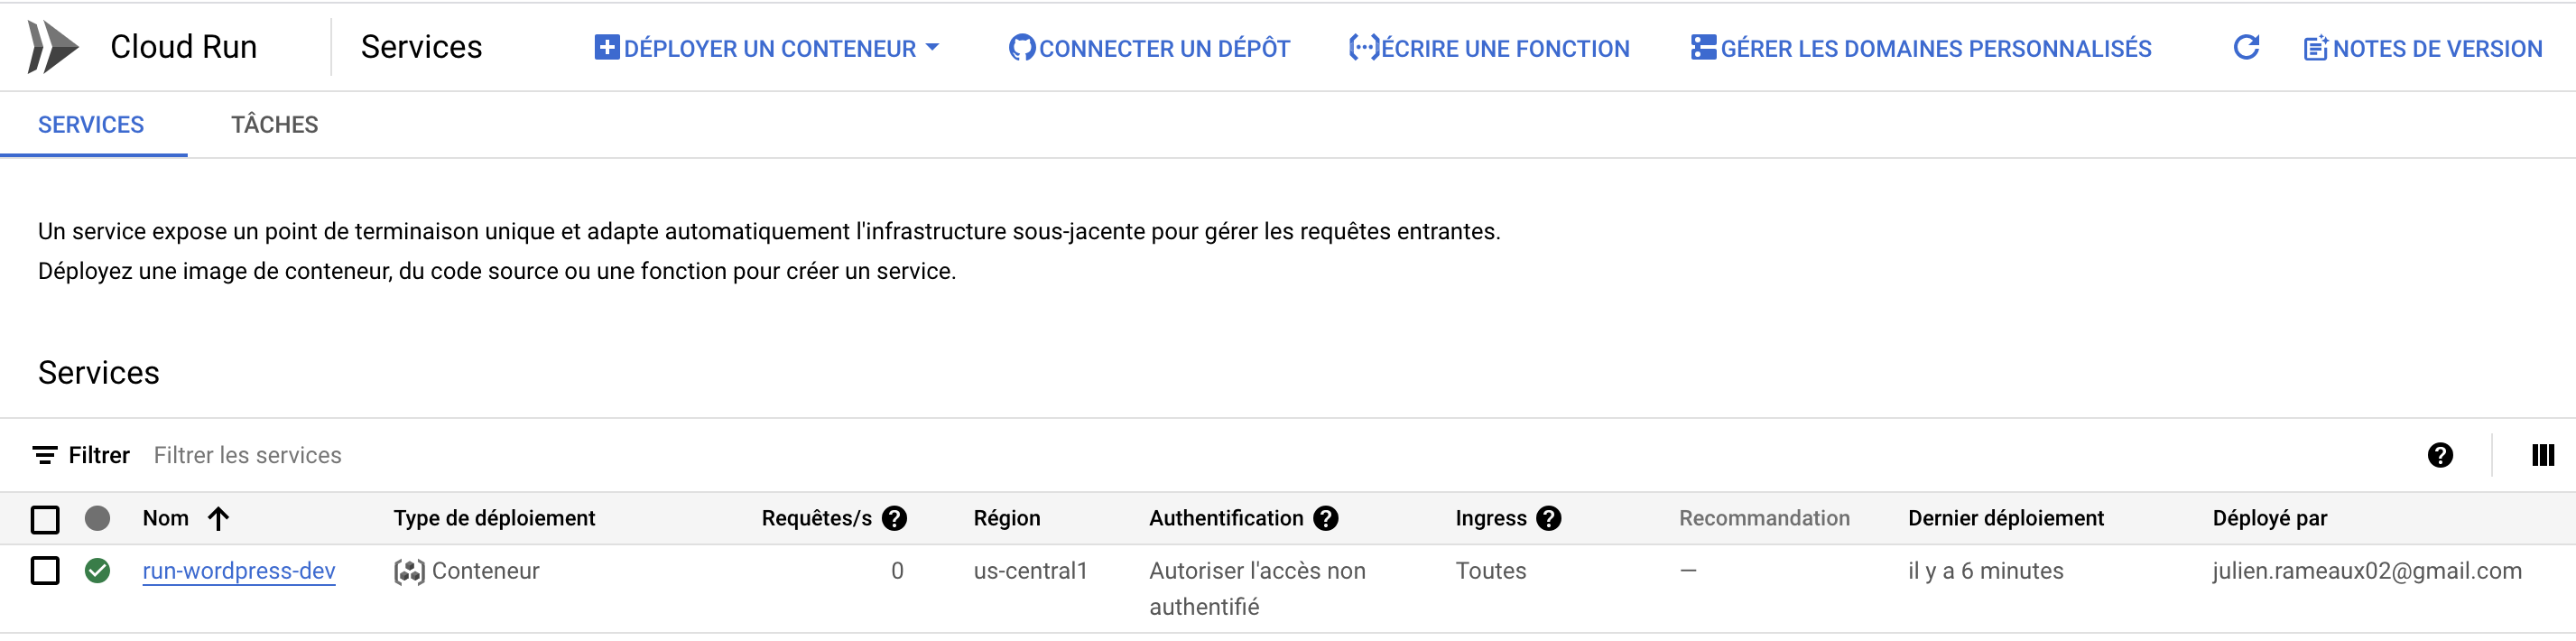 Cloud Run Services DÉPLOYER UN CONTENEUR CONNECTER UN DÉPÔT ÉCRIRE UNE FONCTION GÉRER LES DOMAINES PERSONNALISÉS NOTES DE VERSION
SERVICES TÂCHES
Un service expose un point de terminaison unique et adapte automatiquement l'infrastructure sous-jacente pour gérer les requêtes entrantes.
Déployez une image de conteneur, du code source ou une fonction pour créer un service.
Services
Filtrer Filtrer les services
Nom Type de déploiement Requêtes/s Région Authentification Ingress Recommandation Dernier déploiement Déployé par
run-wordpress-dev Conteneur 0 us-central1 Autoriser l'accès non Toutes — il y a 6 minutes julien.rameaux02@gmail.com
authentifié